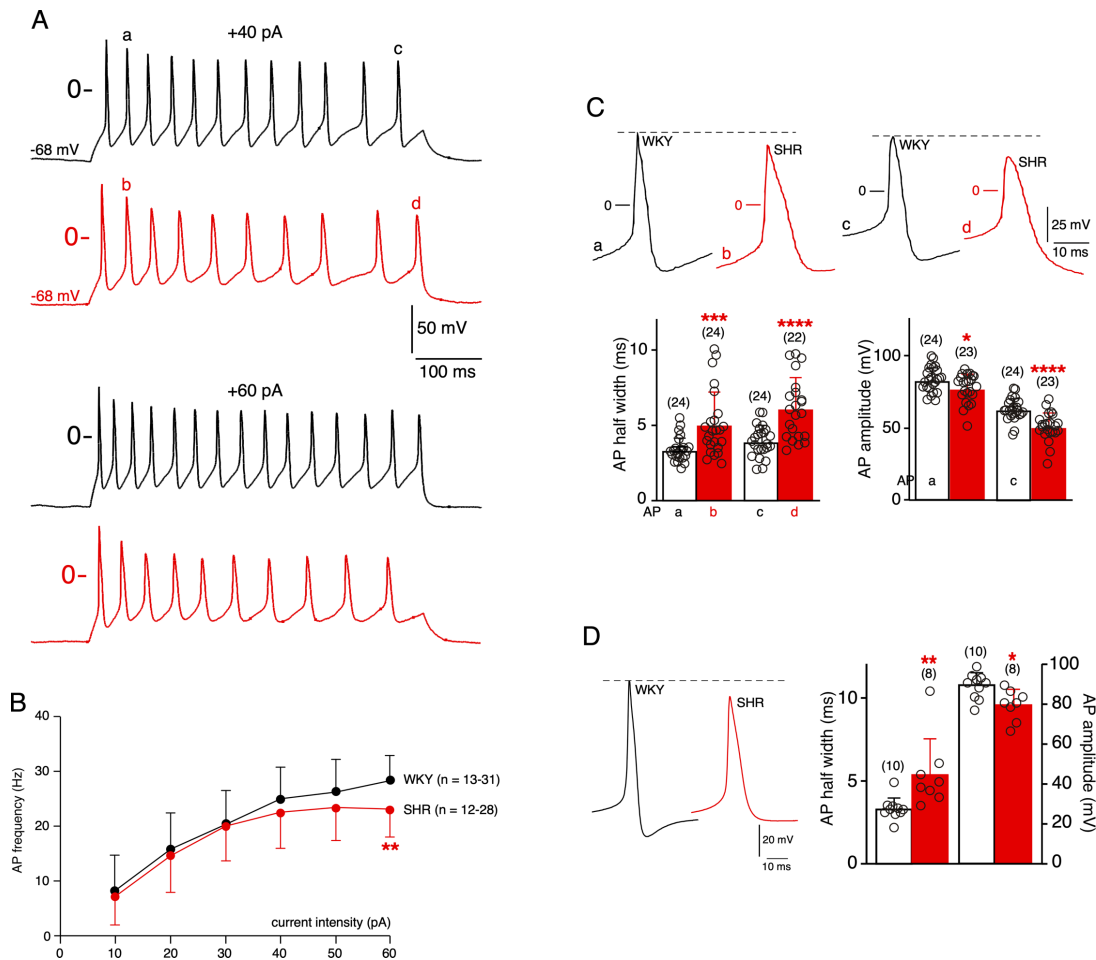 A
+40 pA
a
c
0-
-68 mV
b
d
0-
-68 mV
50 mV
100 ms
+60 pA
0-
0-
B
AP frequency (Hz)
40
30
20
10
0
WKY (n = 13-31)
SHR (n = 12-28)
**
current intensity (pA)
0 10 20 30 40 50 60
C
WKY
SHR
WKY
SHR
0
0
0
0
a
b
c
d
25 mV
10 ms
AP half width (ms)
10
5
0
(24)
***
(24)
(24)
****
(22)
AP a b c d
AP amplitude (mV)
100
50
0
(24)
*
(23)
(24)
****
(23)
AP a c
D
WKY
SHR
20 mV
10 ms
AP half width (ms)
10
5
0
(10)
**
(8)
(10)
*
(8)
100
80
60
40
20
0
AP amplitude
(mV)